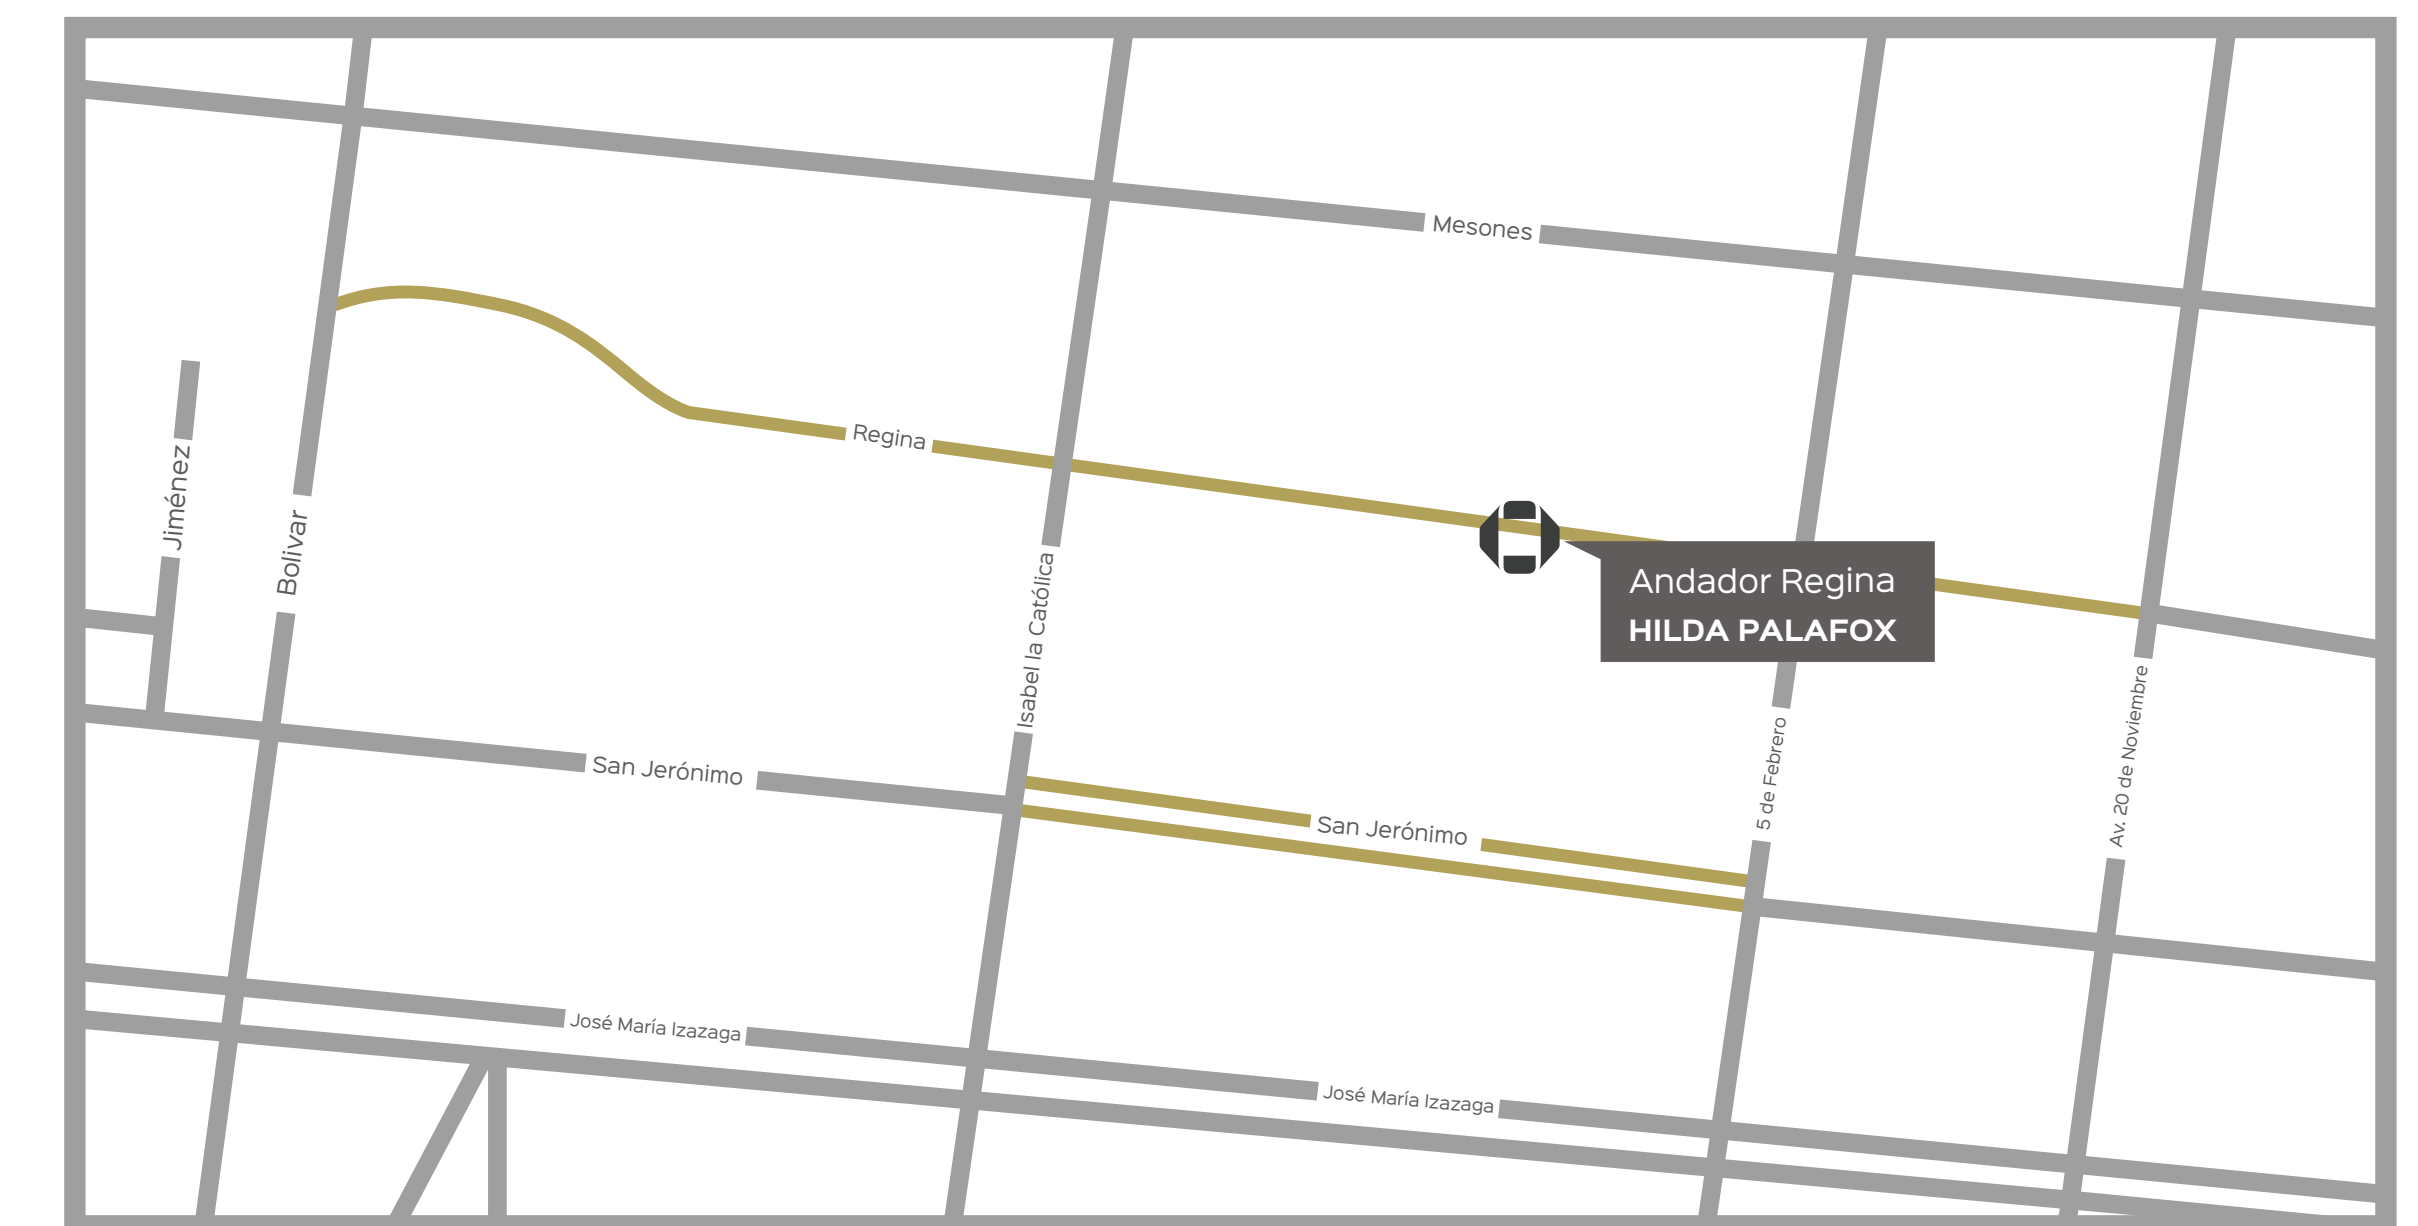 Mesones
Regina
Jiménez
Bolivar
Isabel la Católica
Andador Regina
HILDA PALAFOX
5 de Febrero
Av. 20 de Noviembre
San Jerónimo
San Jerónimo
José María Izazaga
José María Izazaga